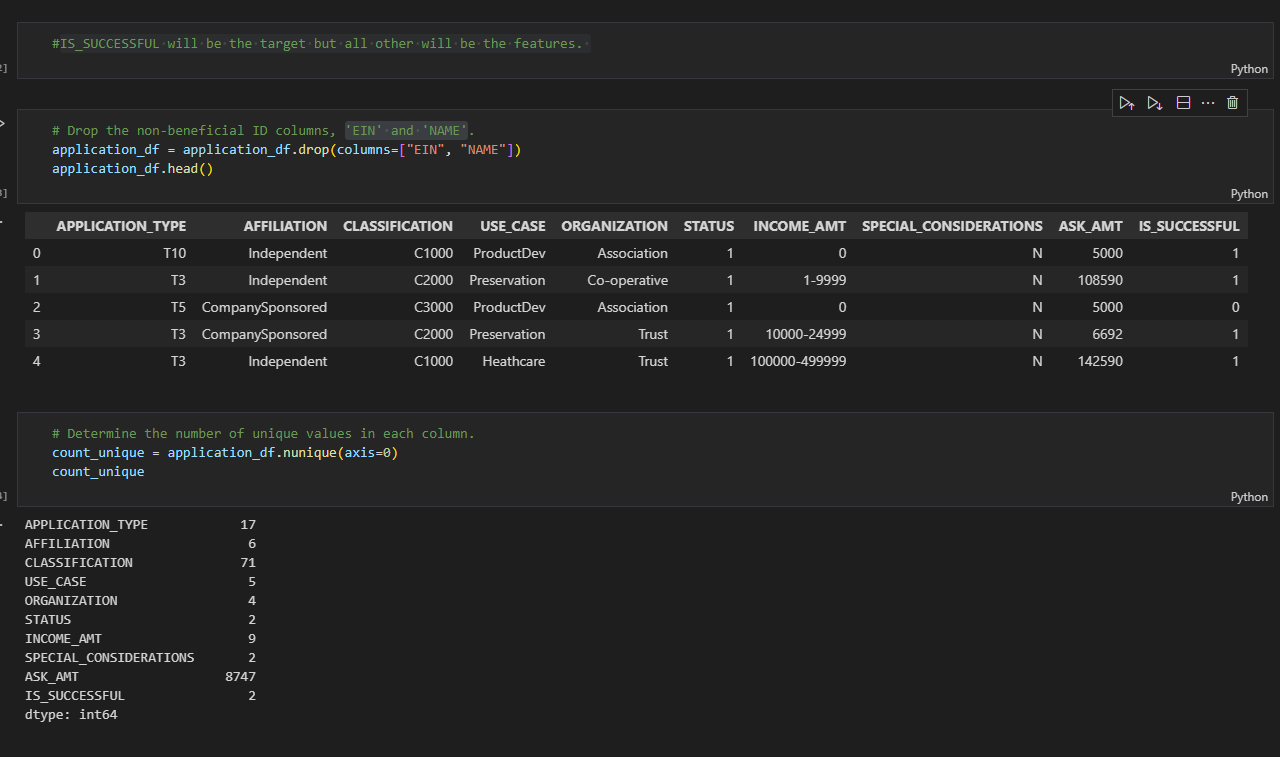 #IS_SUCCESSFUL will be the target but all other will be the features.
2]
Python
# Drop the non-beneficial ID columns, 'EIN' and 'NAME'.
application_df = application_df.drop(columns=["EIN", "NAME"])
application_df.head()
3]
Python
APPLICATION_TYPE AFFILIATION CLASSIFICATION USE_CASE ORGANIZATION STATUS INCOME_AMT SPECIAL_CONSIDERATIONS ASK_AMT IS_SUCCESSFUL
0 T10 Independent C1000 ProductDev Association 1 0 N 5000 1
1 T3 Independent C2000 Preservation Co-operative 1 1-9999 N 108590 1
2 T5 CompanySponsored C3000 ProductDev Association 1 0 N 5000 0
3 T3 CompanySponsored C2000 Preservation Trust 1 10000-24999 N 6692 1
4 T3 Independent C1000 Heathcare Trust 1 100000-499999 N 142590 1
# Determine the number of unique values in each column.
count_unique = application_df.nunique(axis=0)
count_unique
4]
Python
APPLICATION_TYPE 17
AFFILIATION 6
CLASSIFICATION 71
USE_CASE 5
ORGANIZATION 4
STATUS 2
INCOME_AMT 9
SPECIAL_CONSIDERATIONS 2
ASK_AMT 8747
IS_SUCCESSFUL 2
dtype: int64